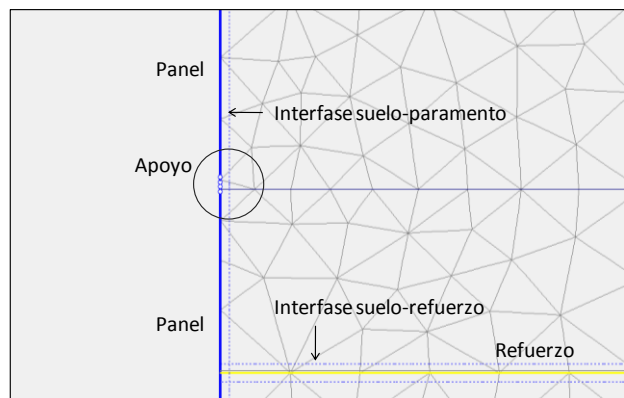 Panel
Interfase suelo-paramento
Apoyo
Interfase suelo-refuerzo
Panel
Refuerzo